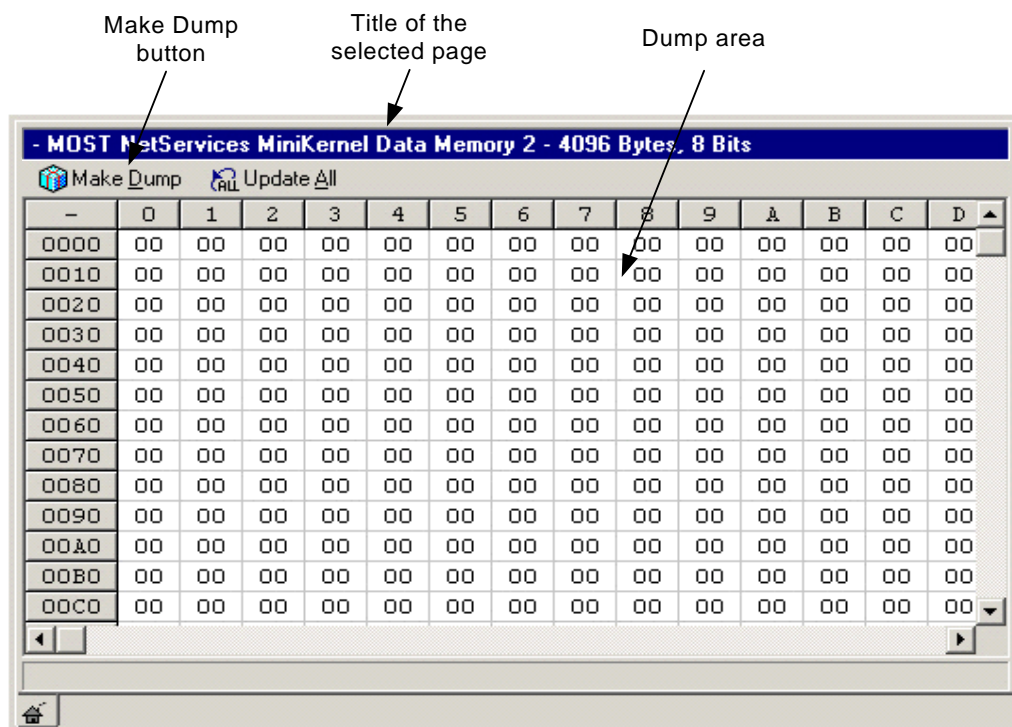 Make Dump
button
Title of the
selected page
Dump area
- MOST NetServices MiniKernel Data Memory 2 - 4096 Bytes, 8 Bits
Make Dump ALL Update All
– 0 1 2 3 4 5 6 7 8 9 A B C D
0000 00 00 00 00 00 00 00 00 00 00 00 00 00 00
0010 00 00 00 00 00 00 00 00 00 00 00 00 00 00
0020 00 00 00 00 00 00 00 00 00 00 00 00 00 00
0030 00 00 00 00 00 00 00 00 00 00 00 00 00 00
0040 00 00 00 00 00 00 00 00 00 00 00 00 00 00
0050 00 00 00 00 00 00 00 00 00 00 00 00 00 00
0060 00 00 00 00 00 00 00 00 00 00 00 00 00 00
0070 00 00 00 00 00 00 00 00 00 00 00 00 00 00
0080 00 00 00 00 00 00 00 00 00 00 00 00 00 00
0090 00 00 00 00 00 00 00 00 00 00 00 00 00 00
00A0 00 00 00 00 00 00 00 00 00 00 00 00 00 00
00B0 00 00 00 00 00 00 00 00 00 00 00 00 00 00
00C0 00 00 00 00 00 00 00 00 00 00 00 00 00 00